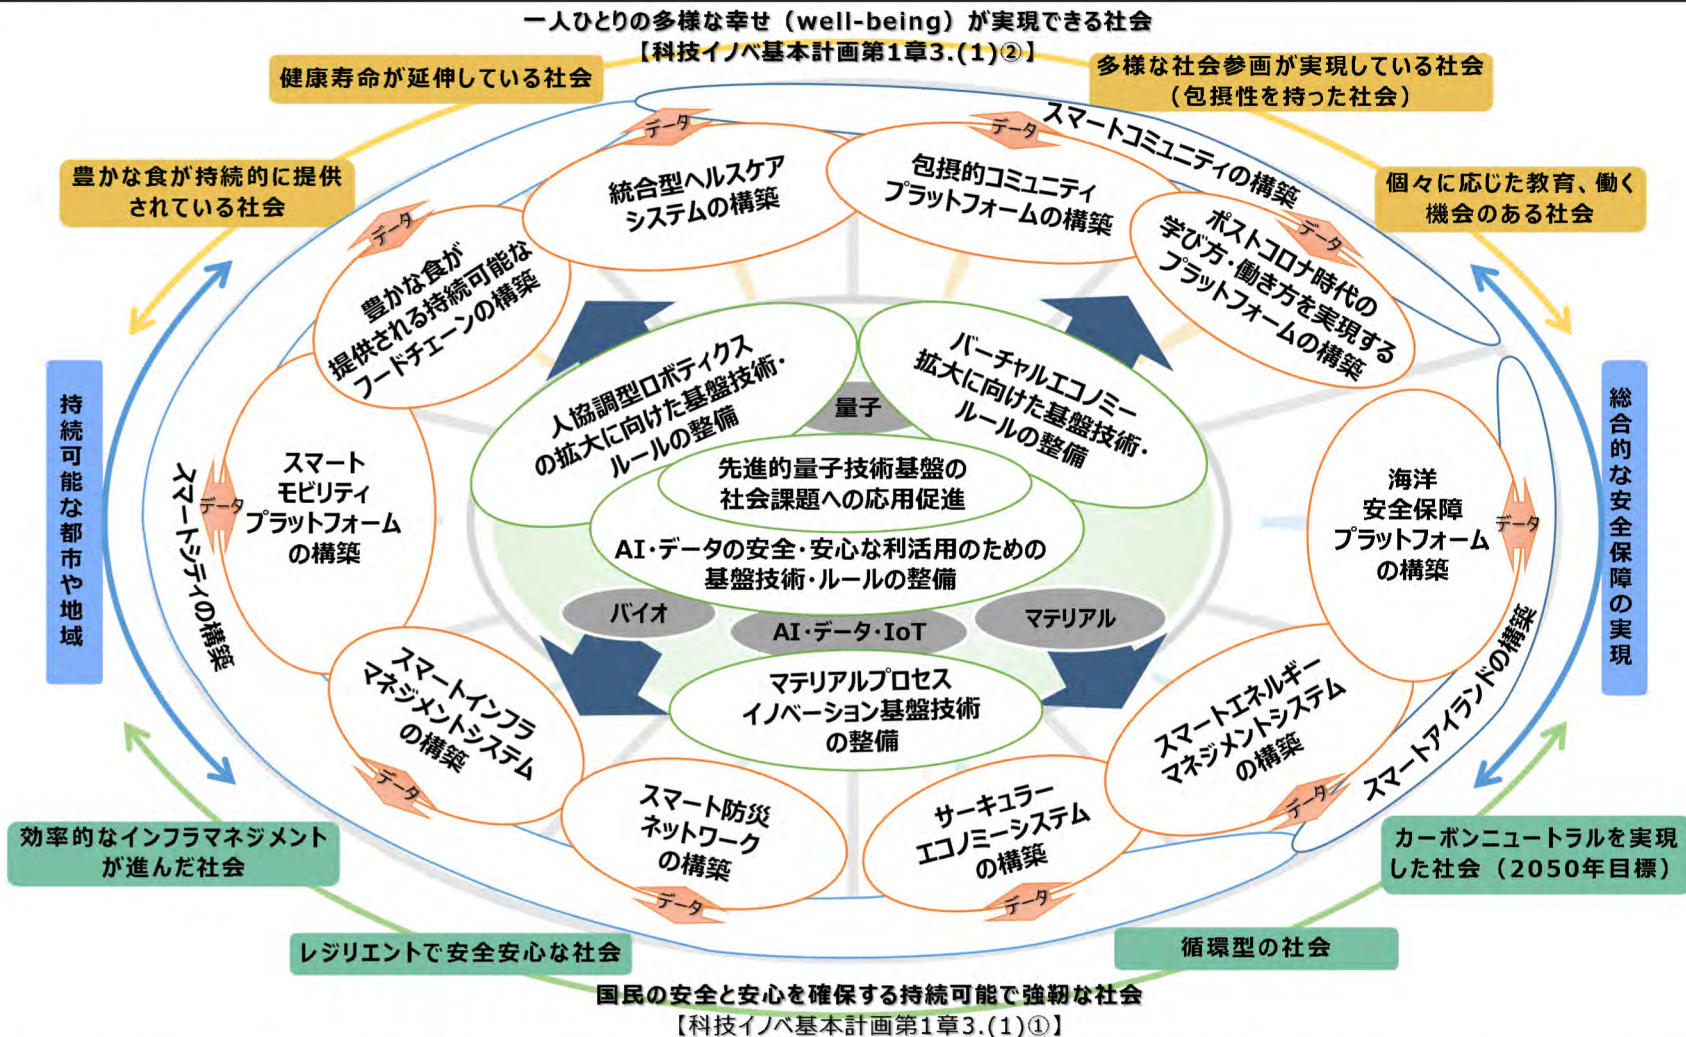 一人ひとりの多様な幸せ（well-being）が実現できる社会
【科技イノベ基本計画第1章3.(1)②】
健康寿命が延伸している社会
多様な社会参画が実現している社会
（包摂性を持った社会）
豊かな食が持続的に提供
されている社会
個々に応じた教育、働く
機会のある社会
スマートコミュニティの構築
データ
統合型ヘルスケア
システムの構築
データ
包摂的コミュニティ
プラットフォームの構築
データ
ポストコロナ時代の
学び方・働き方を実現する
プラットフォームの構築
データ
豊かな食が
提供される持続可能な
フードチェーンの構築
人協調型ロボティクス
の拡大に向けた基盤技術・
ルールの整備
バーチャルエコノミー
拡大に向けた基盤技術・
ルールの整備
量子
先進的量子技術基盤の
社会課題への応用促進
AI・データの安全・安心な利活用のための
基盤技術・ルールの整備
バイオ
AI・データ・IoT
マテリアル
マテリアルプロセス
イノベーション基盤技術
の整備
持続可能な都市や地域
スマートシティの構築
データ
スマート
モビリティ
プラットフォーム
の構築
海洋
安全保障
プラットフォーム
の構築
データ
総合的な安全保障の実現
スマートアイランドの構築
スマートインフラ
マネジメントシステム
の構築
データ
スマート防災
ネットワーク
の構築
データ
サーキュラー
エコノミーシステム
の構築
データ
スマートエネルギー
マネジメントシステム
の構築
データ
効率的なインフラマネジメント
が進んだ社会
カーボンニュートラルを実現
した社会（2050年目標）
レジリエントで安全安心な社会
循環型の社会
国民の安全と安心を確保する持続可能で強靭な社会
【科技イノベ基本計画第1章3.(1)①】